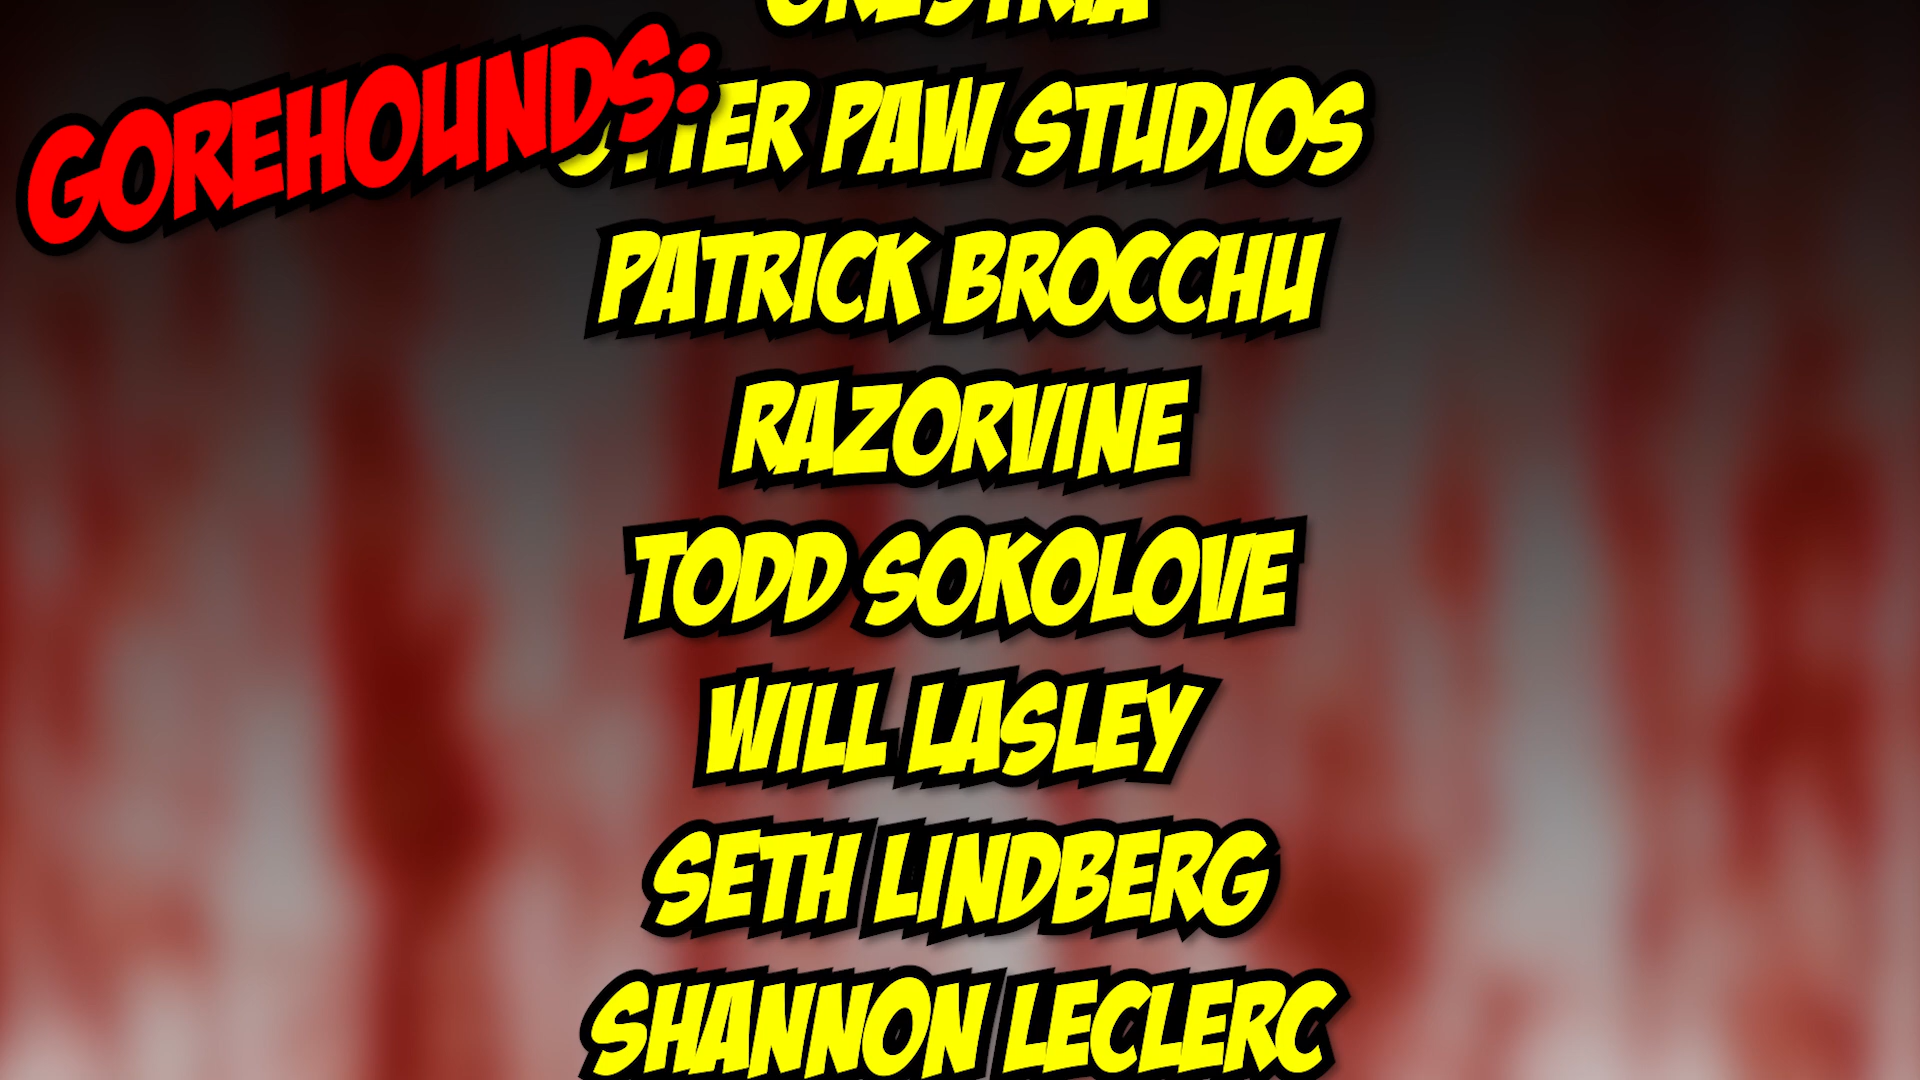 GOREHOUNDS:
PAW STUDIOS
PATRICK BROCCHU
RAZORVINE
TODD SOKOLOVE
WILL LASLEY
SETH LINDBERG
SHANNON LECLERC